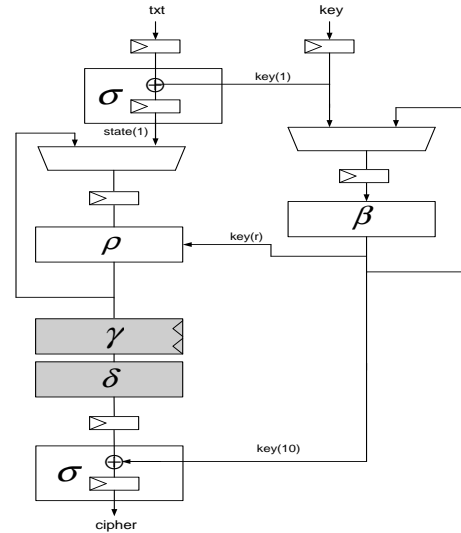 txt
key
σ
key(1)
state(1)
β
ρ
key(r)
γ
δ
σ
key(10)
cipher